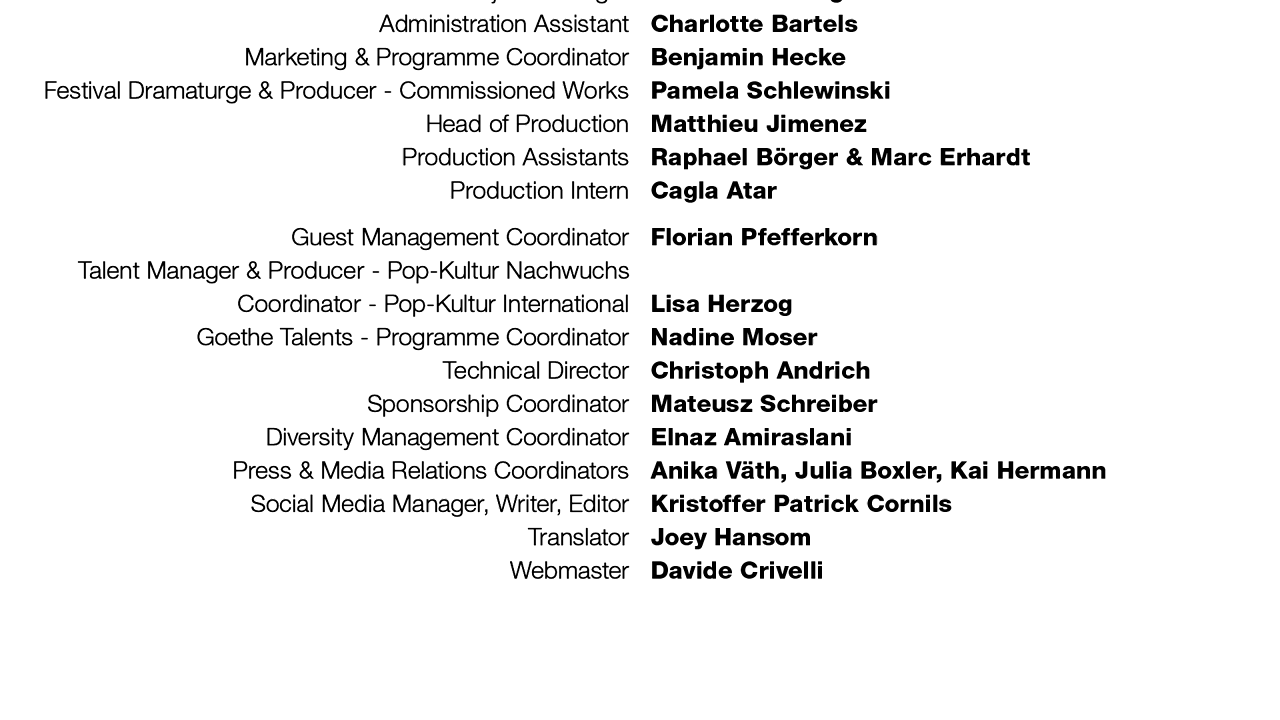 Administration Assistant Charlotte Bartels
Marketing & Programme Coordinator Benjamin Hecke
Festival Dramaturge & Producer - Commissioned Works Pamela Schlewinski
Head of Production Matthieu Jimenez
Production Assistants Raphael Börger & Marc Erhardt
Production Intern Cagla Atar
Guest Management Coordinator Florian Pfefferkorn
Talent Manager & Producer - Pop-Kultur Nachwuchs
Coordinator - Pop-Kultur International Lisa Herzog
Goethe Talents - Programme Coordinator Nadine Moser
Technical Director Christoph Andrich
Sponsorship Coordinator Mateusz Schreiber
Diversity Management Coordinator Elnaz Amiraslani
Press & Media Relations Coordinators Anika Väth, Julia Boxler, Kai Hermann
Social Media Manager, Writer, Editor Kristoffer Patrick Cornils
Translator Joey Hansom
Webmaster Davide Crivelli